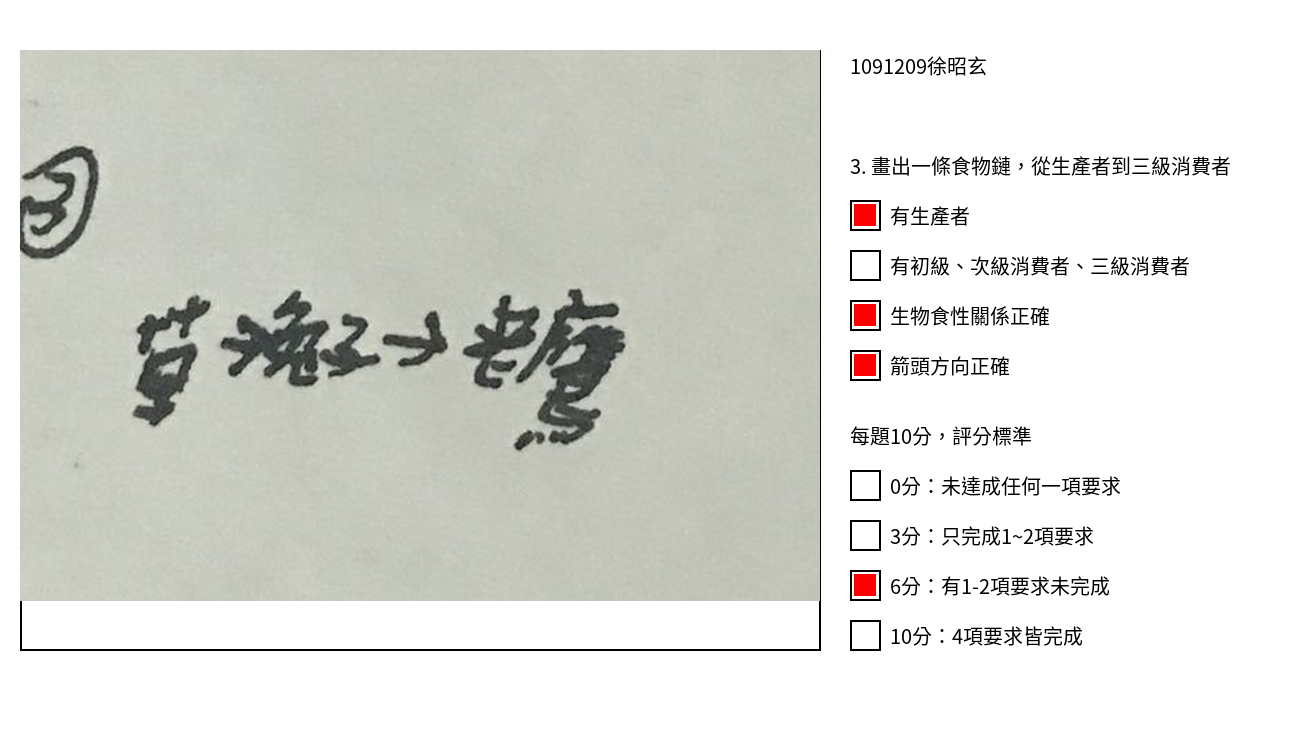 1091209徐昭玄
③
草→兔子→老鷹
3. 畫出一條食物鏈，從生產者到三級消費者
有生產者
有初級、次級消費者、三級消費者
生物食性關係正確
箭頭方向正確
每題10分，評分標準
0分：未達成任何一項要求
3分：只完成1~2項要求
6分：有1-2項要求未完成
10分：4項要求皆完成